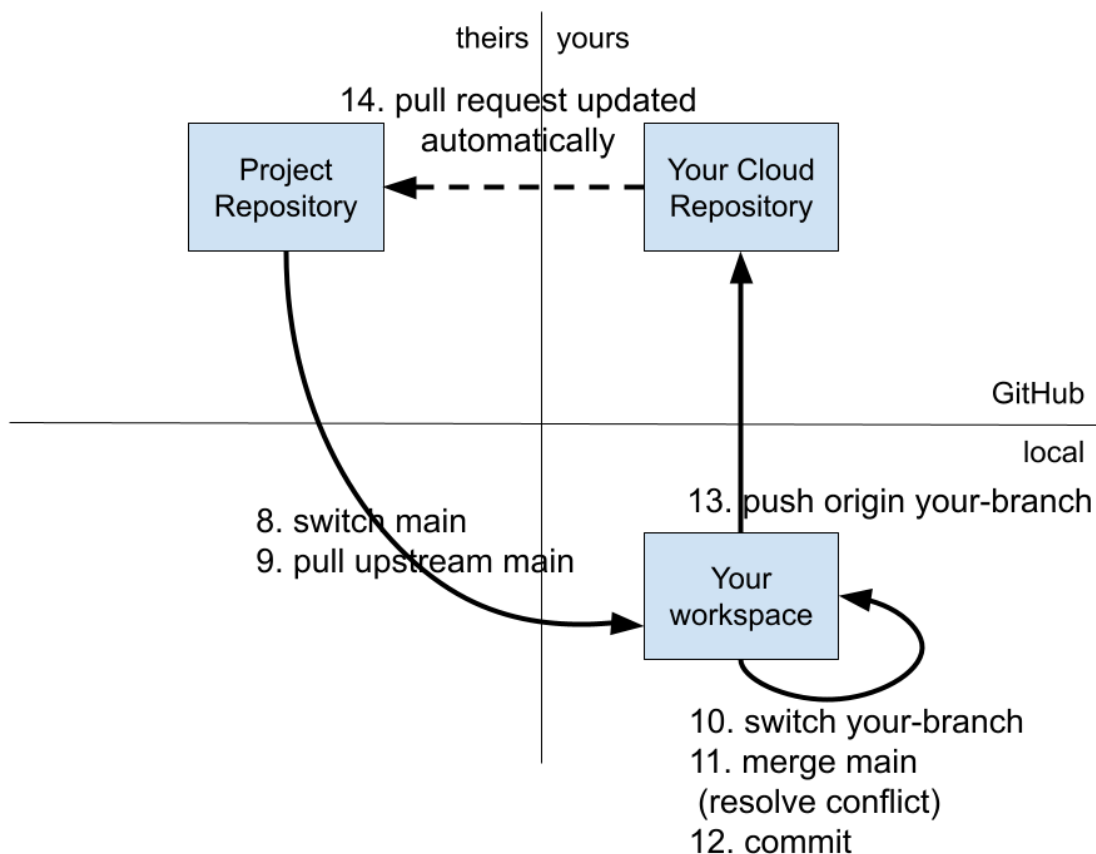 theirs yours
14. pull request updated
automatically
Project
Repository
Your Cloud
Repository
GitHub
local
8. switch main
9. pull upstream main
13. push origin your-branch
Your
workspace
10. switch your-branch
11. merge main
(resolve conflict)
12. commit